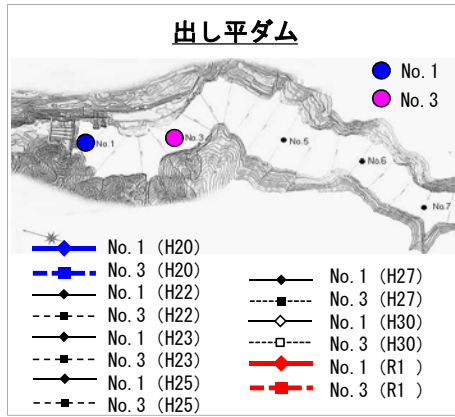 出し平ダム
No. 1
No. 3
No.1
No.3
No.5
No.6
No.7
No. 1 (H20)
No. 3 (H20)
No. 1 (H22)
No. 3 (H22)
No. 1 (H23)
No. 3 (H23)
No. 1 (H25)
No. 3 (H25)
No. 1 (H27)
No. 3 (H27)
No. 1 (H30)
No. 3 (H30)
No. 1 (R1 )
No. 3 (R1 )